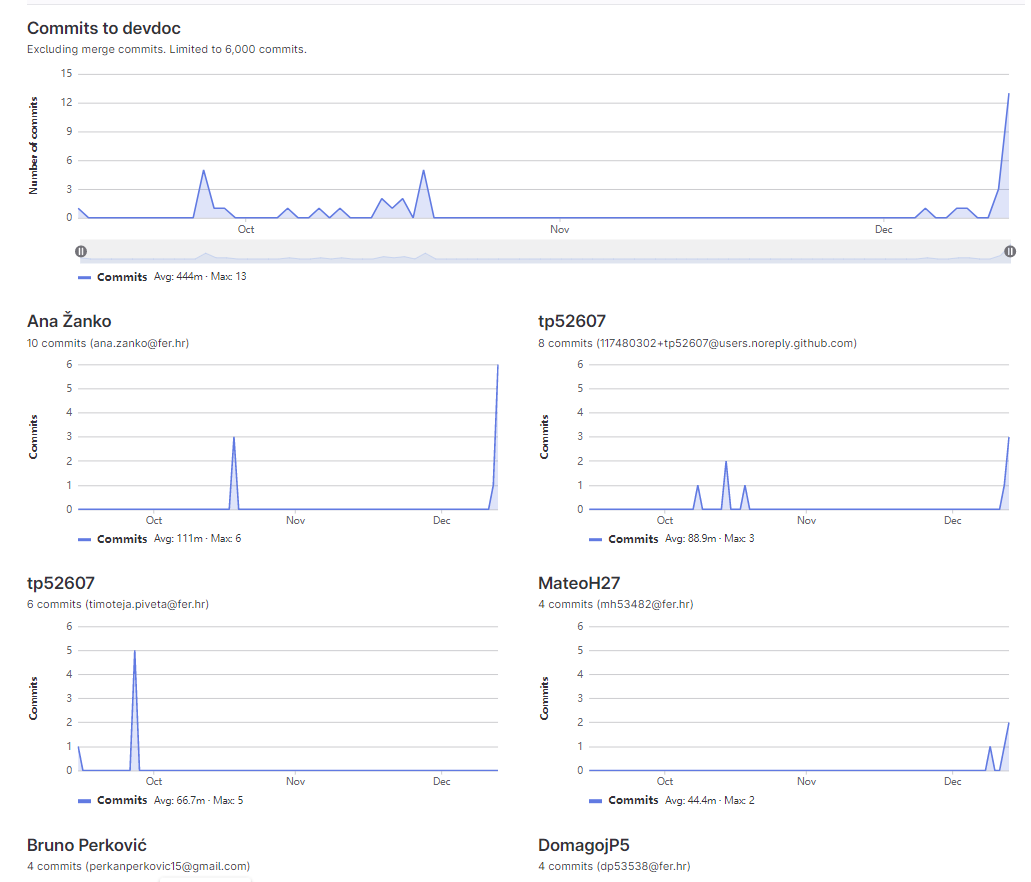 Commits to devdoc
Excluding merge commits. Limited to 6,000 commits.
Number of commits
15
12
9
6
3
0
Oct Nov Dec
Commits Avg: 444m · Max: 13
Ana Žanko
10 commits (ana.zanko@fer.hr)
Commits
6
5
4
3
2
1
0
Oct Nov Dec
Commits Avg: 111m · Max: 6
tp52607
8 commits (117480302+tp52607@users.noreply.github.com)
Commits
6
5
4
3
2
1
0
Oct Nov Dec
Commits Avg: 88.9m · Max: 3
tp52607
6 commits (timoteja.piveta@fer.hr)
Commits
6
5
4
3
2
1
0
Oct Nov Dec
Commits Avg: 66.7m · Max: 5
MateoH27
4 commits (mh53482@fer.hr)
Commits
6
5
4
3
2
1
0
Oct Nov Dec
Commits Avg: 44.4m · Max: 2
Bruno Perković
4 commits (perkanperkovic15@gmail.com)
DomagojP5
4 commits (dp53538@fer.hr)